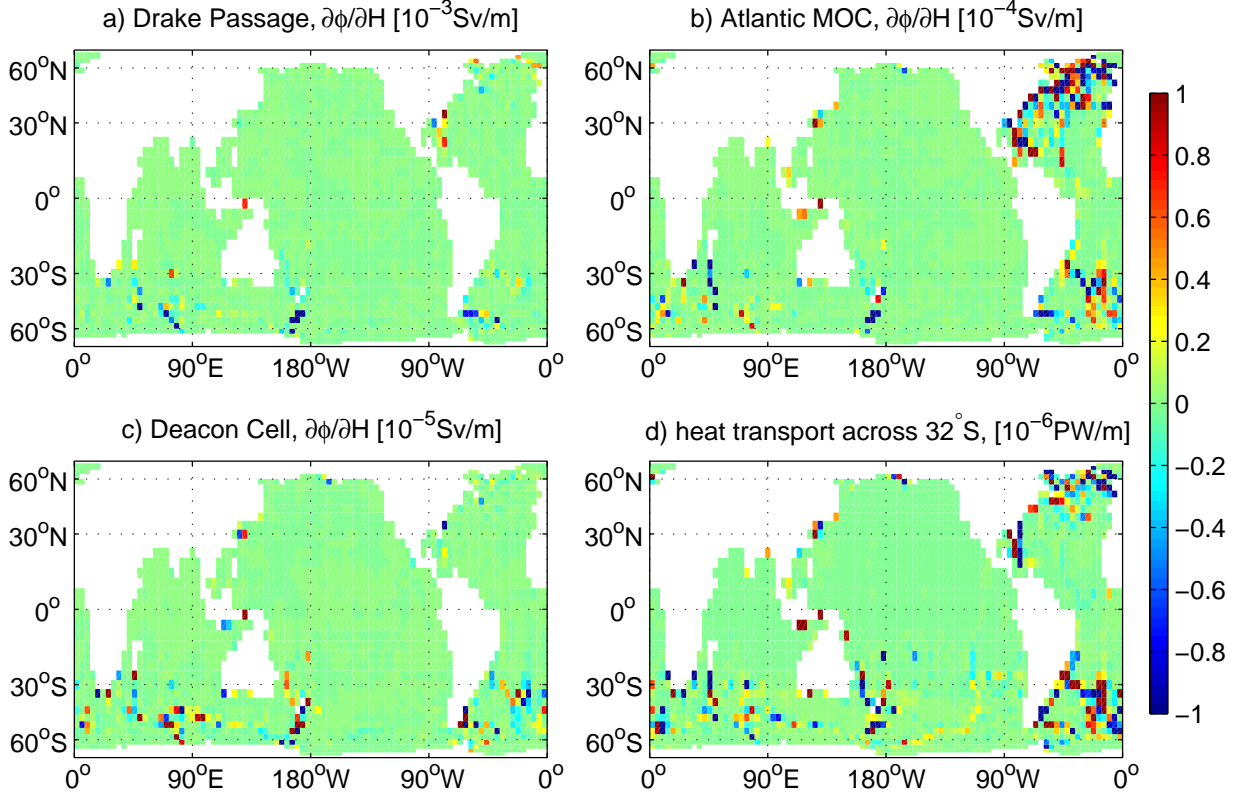 a) Drake Passage, ∂ϕ/∂H [10⁻³Sv/m]
b) Atlantic MOC, ∂ϕ/∂H [10⁻⁴Sv/m]
60°N
30°N
0°
30°S
60°S
0° 90°E 180°W 90°W 0°
60°N
30°N
0°
30°S
60°S
0° 90°E 180°W 90°W 0°
c) Deacon Cell, ∂ϕ/∂H [10⁻⁵Sv/m]
d) heat transport across 32°S, [10⁻⁶PW/m]
60°N
30°N
0°
30°S
60°S
0° 90°E 180°W 90°W 0°
60°N
30°N
0°
30°S
60°S
0° 90°E 180°W 90°W 0°
1
0.8
0.6
0.4
0.2
0
−0.2
−0.4
−0.6
−0.8
−1